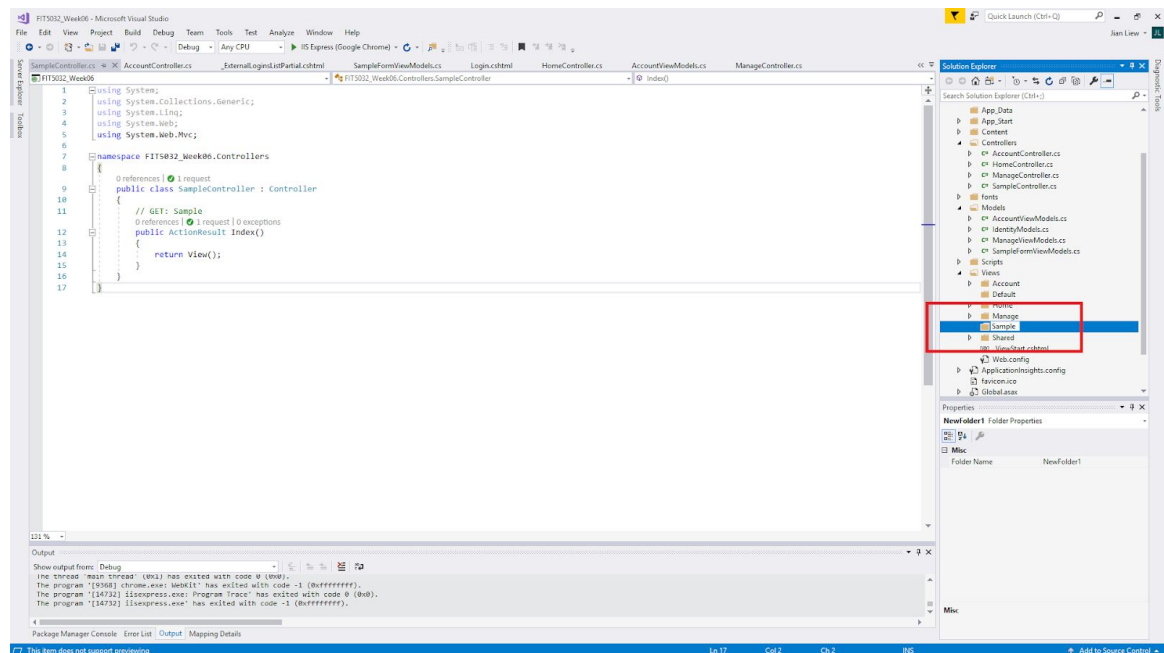 FIT5032_Week06 - Microsoft Visual Studio
Quick Launch (Ctrl+Q)
File Edit View Project Build Debug Team Tools Test Analyze Window Help
Jian Liew JL
Debug Any CPU IIS Express (Google Chrome)
SampleController.cs AccountController.cs _ExternalLoginsListPartial.cshtml SampleFormViewModels.cs Login.cshtml HomeController.cs AccountViewModels.cs ManageController.cs
FIT5032_Week06 FIT5032_Week06.Controllers.SampleController Index()
Server Explorer
Toolbox
1 using System;
2 using System.Collections.Generic;
3 using System.Linq;
4 using System.Web;
5 using System.Web.Mvc;
6
7 namespace FIT5032_Week06.Controllers
8 {
0 references | 1 request
9 public class SampleController : Controller
10 {
11 // GET: Sample
0 references | 1 request | 0 exceptions
12 public ActionResult Index()
13 {
14 return View();
15 }
16 }
17 }
131 %
Solution Explorer
Search Solution Explorer (Ctrl+;)
App_Data
App_Start
Content
Controllers
C# AccountController.cs
C# HomeController.cs
C# ManageController.cs
C# SampleController.cs
fonts
Models
C# AccountViewModels.cs
C# IdentityModels.cs
C# ManageViewModels.cs
C# SampleFormViewModels.cs
Scripts
Views
Account
Default
Home
Manage
Sample
Shared
_ViewStart.cshtml
Web.config
ApplicationInsights.config
favicon.ico
Global.asax
Diagnostic Tools
Properties
NewFolder1 Folder Properties
Misc
Folder Name NewFolder1
Misc
Output
Show output from: Debug
The thread 'main thread' (0x1) has exited with code 0 (0x0).
The program '[9368] chrome.exe: WebKit' has exited with code -1 (0xffffffff).
The program '[14732] iisexpress.exe: Program Trace' has exited with code 0 (0x0).
The program '[14732] iisexpress.exe' has exited with code -1 (0xffffffff).
Package Manager Console Error List Output Mapping Details
This item does not support previewing Ln 17 Col 2 Ch 2 INS Add to Source Control